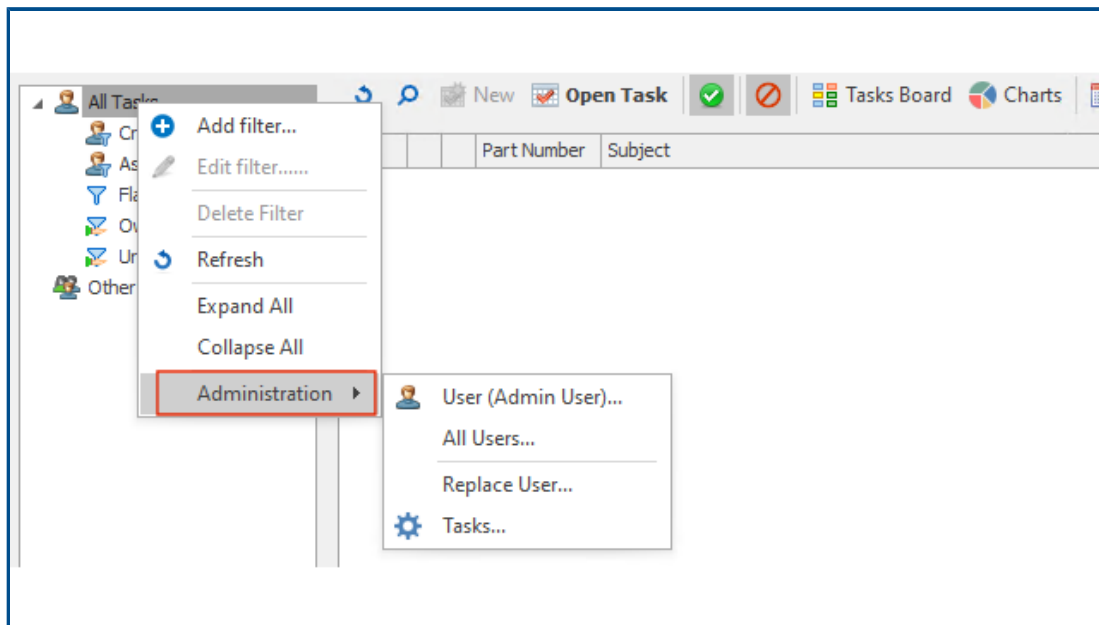 All Tasks
New
Open Task
Tasks Board
Charts
Part Number
Subject
Add filter...
Edit filter......
Delete Filter
Refresh
Expand All
Collapse All
Administration
Other
User (Admin User)...
All Users...
Replace User...
Tasks...